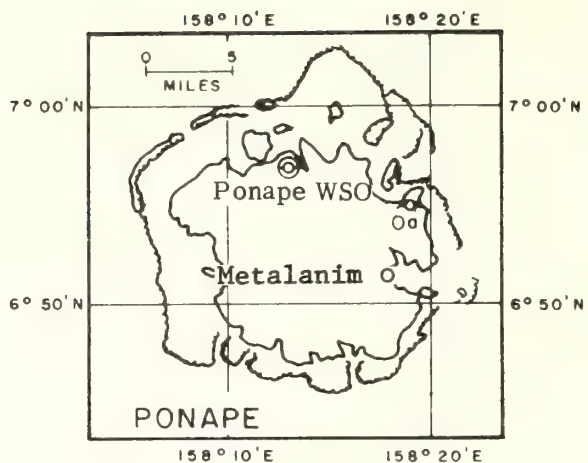 158° 10'E 158° 20'E
0 5
MILES
7° 00'N 7° 00'N
Ponape WSO
Oa
Metalanim
6° 50'N 6° 50'N
PONAPE
158° 10'E 158° 20'E